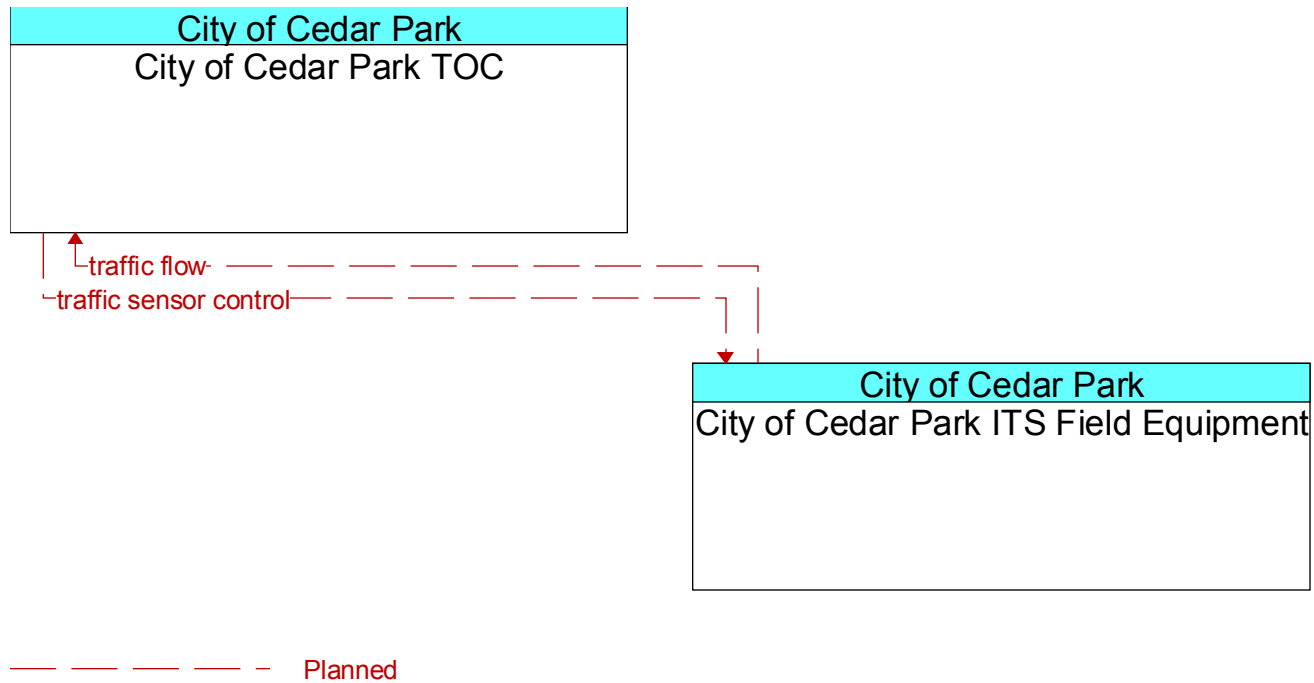 City of Cedar Park
City of Cedar Park TOC
traffic flow
traffic sensor control
City of Cedar Park
City of Cedar Park ITS Field Equipment
Planned